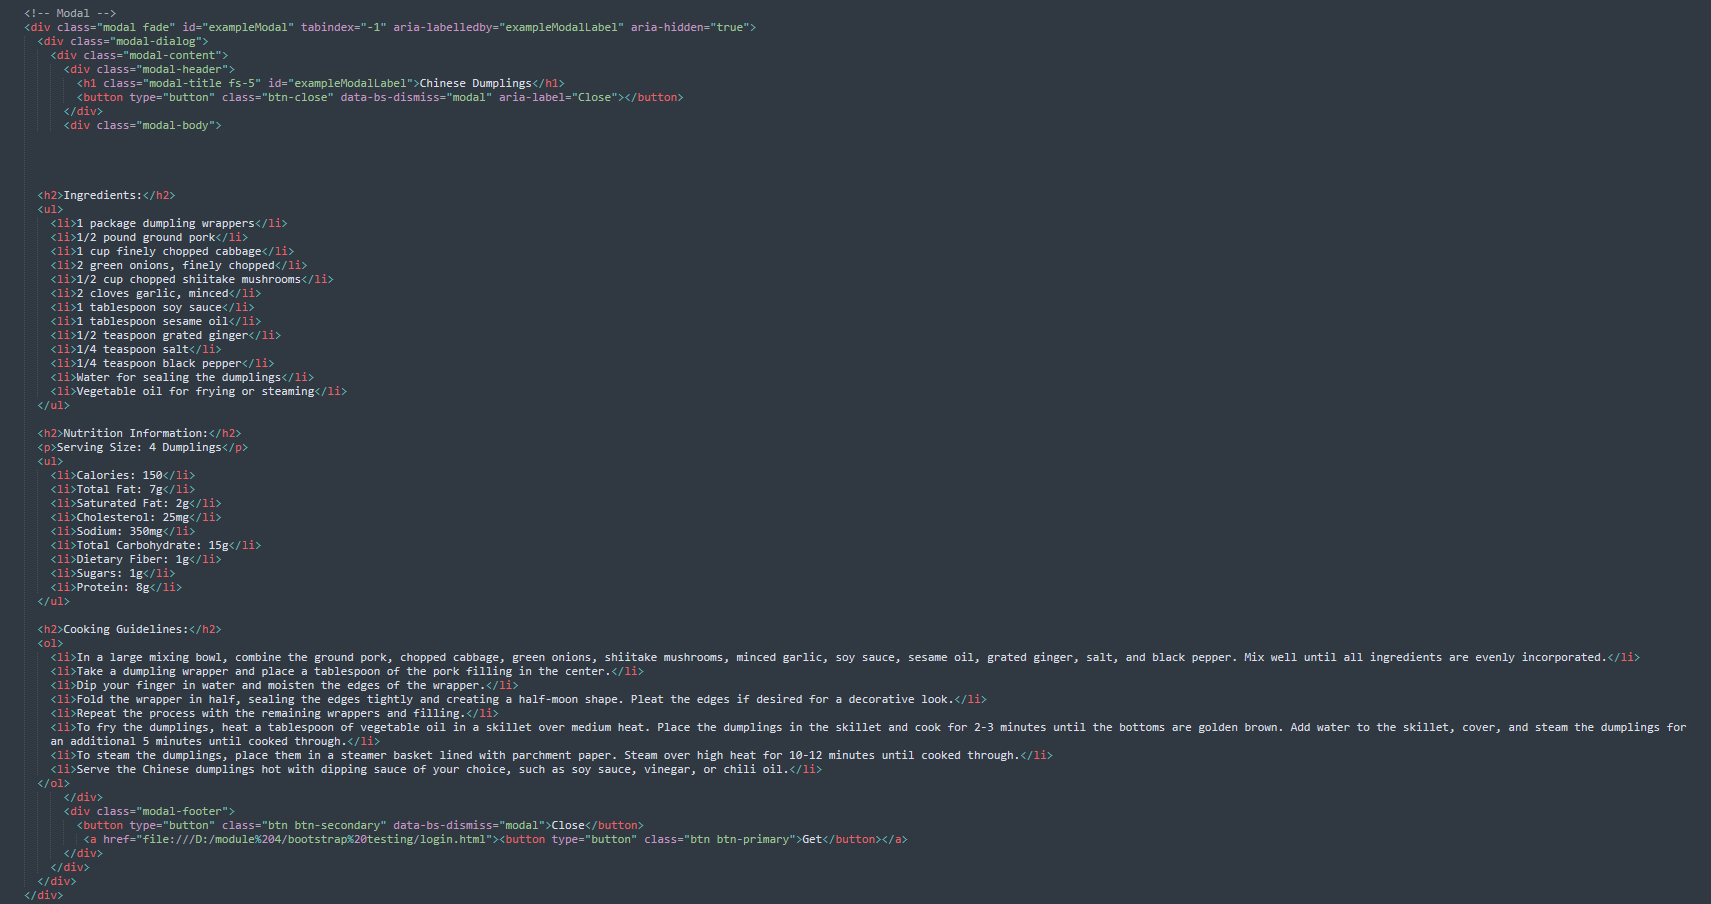 <!-- Modal -->
<div class="modal fade" id="exampleModal" tabindex="-1" aria-labelledby="exampleModalLabel" aria-hidden="true">
<div class="modal-dialog">
<div class="modal-content">
<div class="modal-header">
<h1 class="modal-title fs-5" id="exampleModalLabel">Chinese Dumplings</h1>
<button type="button" class="btn-close" data-bs-dismiss="modal" aria-label="Close"></button>
</div>
<div class="modal-body">
<h2>Ingredients:</h2>
<ul>
<li>1 package dumpling wrappers</li>
<li>1/2 pound ground pork</li>
<li>1 cup finely chopped cabbage</li>
<li>2 green onions, finely chopped</li>
<li>1/2 cup chopped shiitake mushrooms</li>
<li>2 cloves garlic, minced</li>
<li>1 tablespoon soy sauce</li>
<li>1 tablespoon sesame oil</li>
<li>1/2 teaspoon grated ginger</li>
<li>1/4 teaspoon salt</li>
<li>1/4 teaspoon black pepper</li>
<li>Water for sealing the dumplings</li>
<li>Vegetable oil for frying or steaming</li>
</ul>
<h2>Nutrition Information:</h2>
<p>Serving Size: 4 Dumplings</p>
<ul>
<li>Calories: 150</li>
<li>Total Fat: 7g</li>
<li>Saturated Fat: 2g</li>
<li>Cholesterol: 25mg</li>
<li>Sodium: 350mg</li>
<li>Total Carbohydrate: 15g</li>
<li>Dietary Fiber: 1g</li>
<li>Sugars: 1g</li>
<li>Protein: 8g</li>
</ul>
<h2>Cooking Guidelines:</h2>
<ol>
<li>In a large mixing bowl, combine the ground pork, chopped cabbage, green onions, shiitake mushrooms, minced garlic, soy sauce, sesame oil, grated ginger, salt, and black pepper. Mix well until all ingredients are evenly incorporated.</li>
<li>Take a dumpling wrapper and place a tablespoon of the pork filling in the center.</li>
<li>Dip your finger in water and moisten the edges of the wrapper.</li>
<li>Fold the wrapper in half, sealing the edges tightly and creating a half-moon shape. Pleat the edges if desired for a decorative look.</li>
<li>Repeat the process with the remaining wrappers and filling.</li>
<li>To fry the dumplings, heat a tablespoon of vegetable oil in a skillet over medium heat. Place the dumplings in the skillet and cook for 2-3 minutes until the bottoms are golden brown. Add water to the skillet, cover, and steam the dumplings for
an additional 5 minutes until cooked through.</li>
<li>To steam the dumplings, place them in a steamer basket lined with parchment paper. Steam over high heat for 10-12 minutes until cooked through.</li>
<li>Serve the Chinese dumplings hot with dipping sauce of your choice, such as soy sauce, vinegar, or chili oil.</li>
</ol>
</div>
<div class="modal-footer">
<button type="button" class="btn btn-secondary" data-bs-dismiss="modal">Close</button>
<a href="file:///D:/module%204/bootstrap%20testing/login.html"><button type="button" class="btn btn-primary">Get</button></a>
</div>
</div>
</div>
</div>